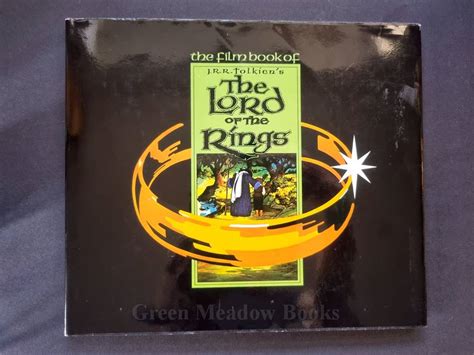 the film book of
J.R.R. Tolkien's
The
Lord
of the
Rings
Green Meadow Books